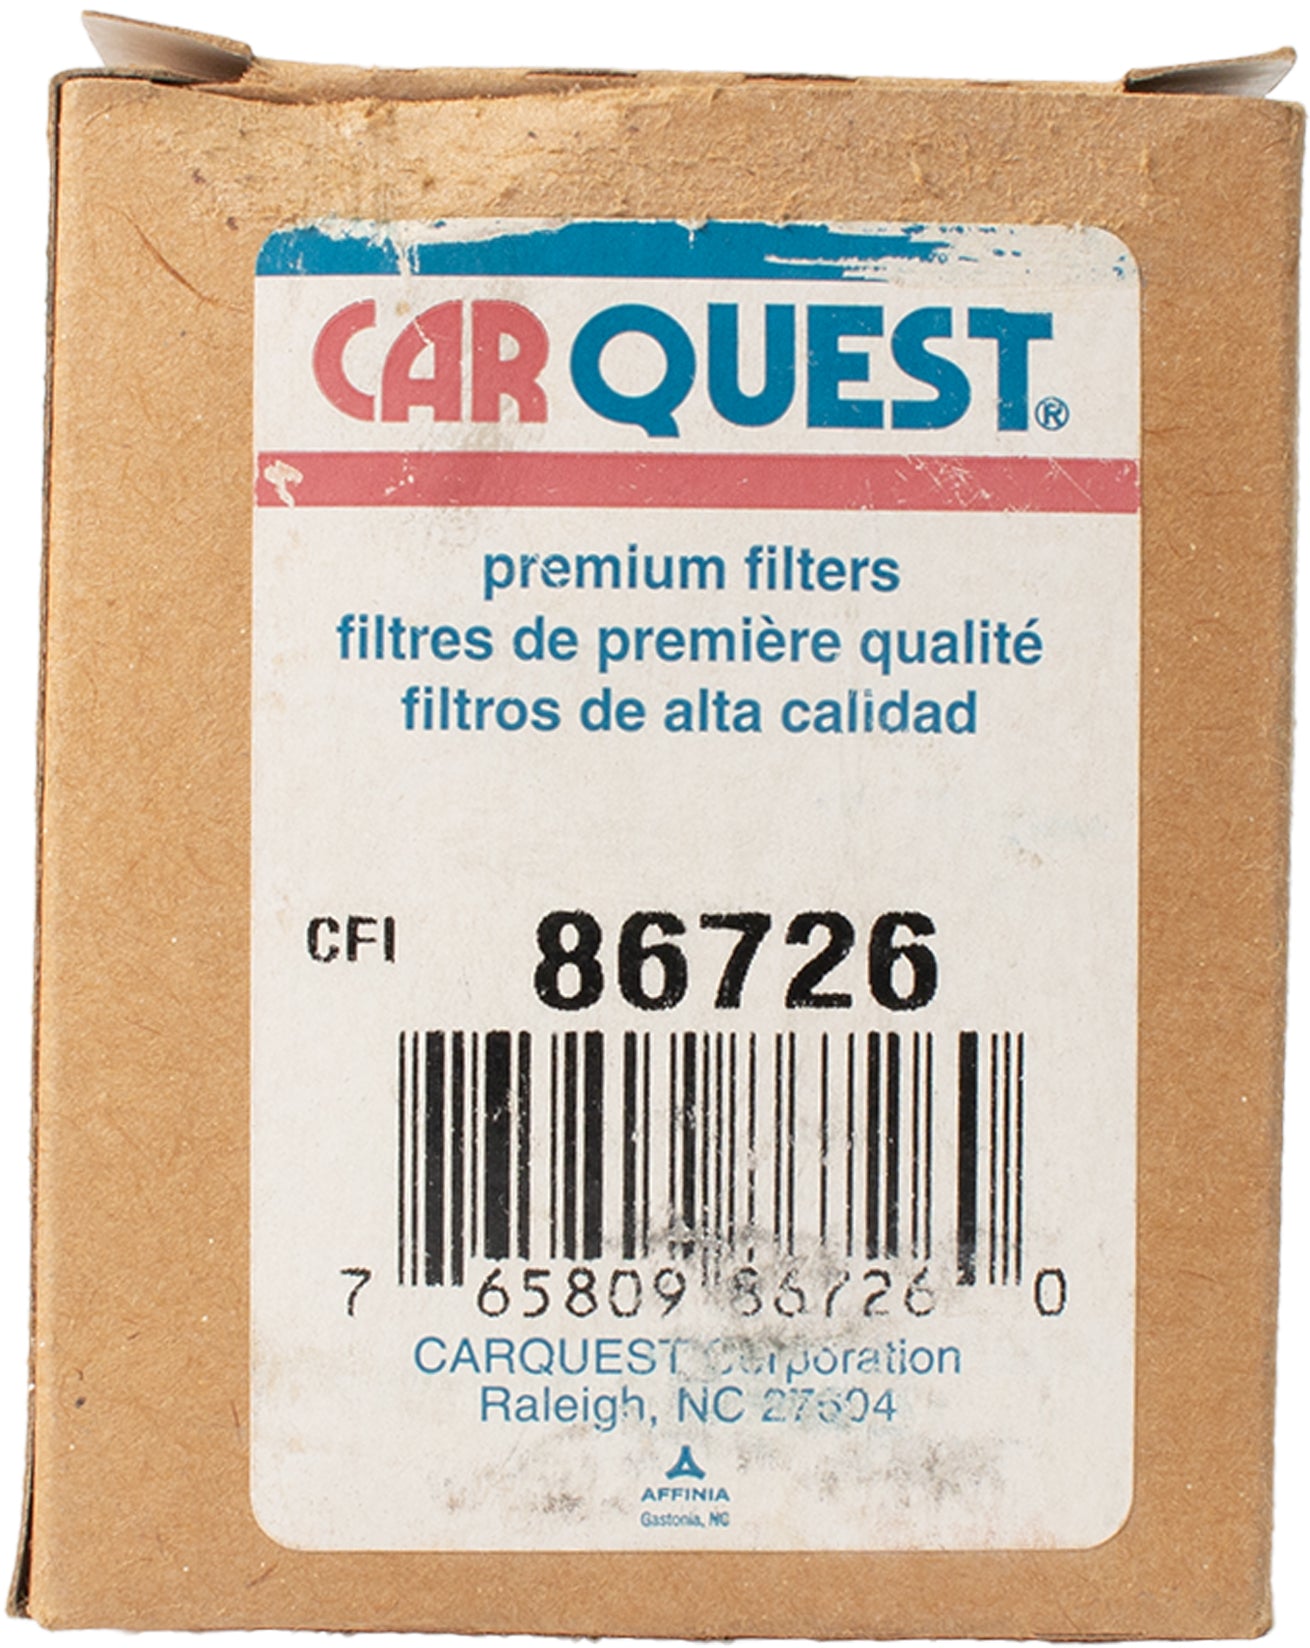 CARQUEST®
premium filters
filtres de première qualité
filtros de alta calidad
CFI 86726
7 65809 86726 0
CARQUEST Corporation
Raleigh, NC 27604
AFFINIA
Gastonia, NC